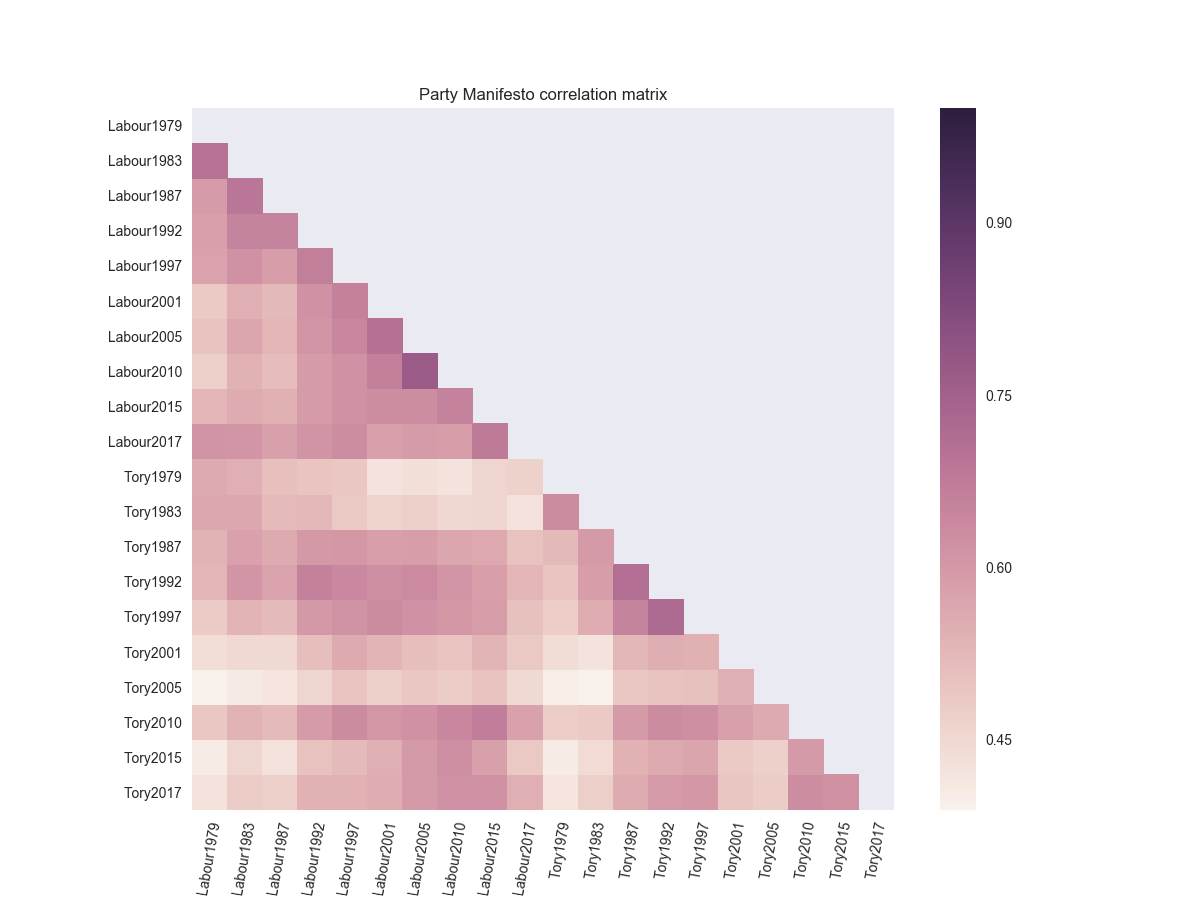 Party Manifesto correlation matrix
Labour1979
Labour1983
Labour1987
Labour1992
Labour1997
Labour2001
Labour2005
Labour2010
Labour2015
Labour2017
Tory1979
Tory1983
Tory1987
Tory1992
Tory1997
Tory2001
Tory2005
Tory2010
Tory2015
Tory2017
Labour1979
Labour1983
Labour1987
Labour1992
Labour1997
Labour2001
Labour2005
Labour2010
Labour2015
Labour2017
Tory1979
Tory1983
Tory1987
Tory1992
Tory1997
Tory2001
Tory2005
Tory2010
Tory2015
Tory2017
0.90
0.75
0.60
0.45